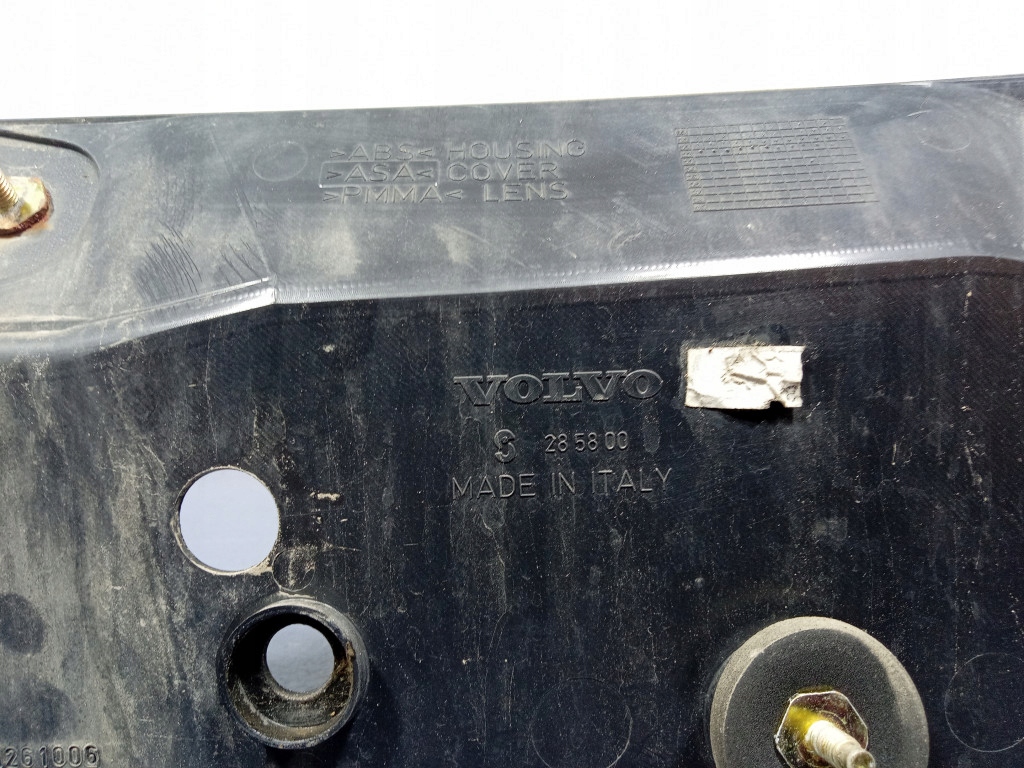 >ABS< HOUSING
>ASA< COVER
>PMMA< LENS
VOLVO
S 28 58 00
MADE IN ITALY
261006